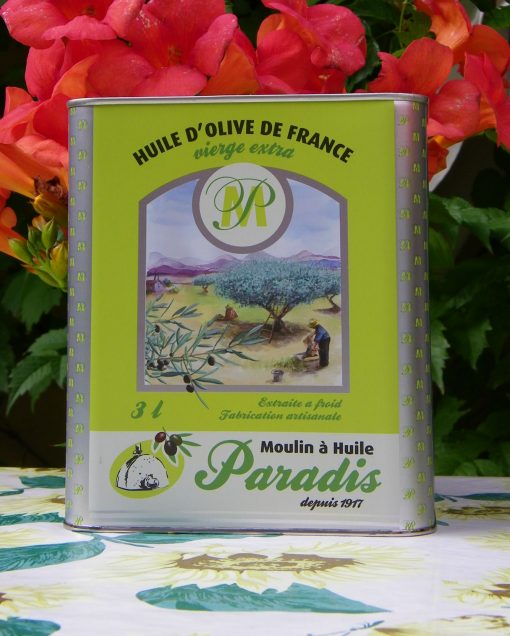 HUILE D'OLIVE DE FRANCE
vierge extra
MP
3 l
Extraite a froid
Fabrication artisanale
Moulin à Huile
Paradis
depuis 1917